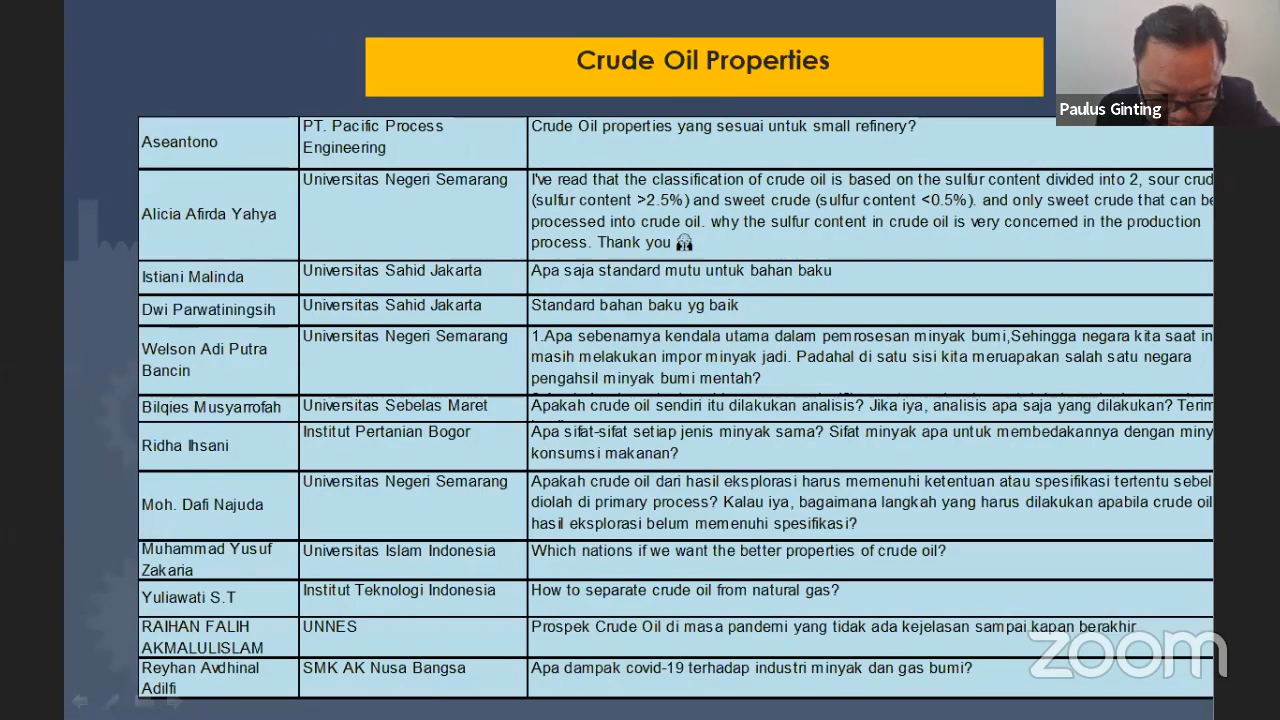 Crude Oil Properties
Paulus Ginting
Aseantono
PT. Pacific Process
Engineering
Crude Oil properties yang sesuai untuk small refinery?
Alicia Afirda Yahya
Universitas Negeri Semarang
I've read that the classification of crude oil is based on the sulfur content divided into 2, sour crud
(sulfur content >2.5%) and sweet crude (sulfur content <0.5%). and only sweet crude that can be
processed into crude oil. why the sulfur content in crude oil is very concerned in the production
process. Thank you
Istiani Malinda
Universitas Sahid Jakarta
Apa saja standard mutu untuk bahan baku
Dwi Parwatiningsih
Universitas Sahid Jakarta
Standard bahan baku yg baik
Welson Adi Putra
Bancin
Universitas Negeri Semarang
1.Apa sebenarnya kendala utama dalam pemrosesan minyak bumi,Sehingga negara kita saat in
masih melakukan impor minyak jadi. Padahal di satu sisi kita meruapakan salah satu negara
pengahsil minyak bumi mentah?
Bilqies Musyarrofah
Universitas Sebelas Maret
Apakah crude oil sendiri itu dilakukan analisis? Jika iya, analisis apa saja yang dilakukan? Terim
Ridha Ihsani
Institut Pertanian Bogor
Apa sifat-sifat setiap jenis minyak sama? Sifat minyak apa untuk membedakannya dengan miny
konsumsi makanan?
Moh. Dafi Najuda
Universitas Negeri Semarang
Apakah crude oil dari hasil eksplorasi harus memenuhi ketentuan atau spesifikasi tertentu sebel
diolah di primary process? Kalau iya, bagaimana langkah yang harus dilakukan apabila crude oil
hasil eksplorasi belum memenuhi spesifikasi?
Muhammad Yusuf
Zakaria
Universitas Islam Indonesia
Which nations if we want the better properties of crude oil?
Yuliawati S.T
Institut Teknologi Indonesia
How to separate crude oil from natural gas?
RAIHAN FALIH
AKMALULISLAM
UNNES
Prospek Crude Oil di masa pandemi yang tidak ada kejelasan sampai kapan berakhir
Reyhan Avdhinal
Adilfi
SMK AK Nusa Bangsa
Apa dampak covid-19 terhadap industri minyak dan gas bumi?
zoom